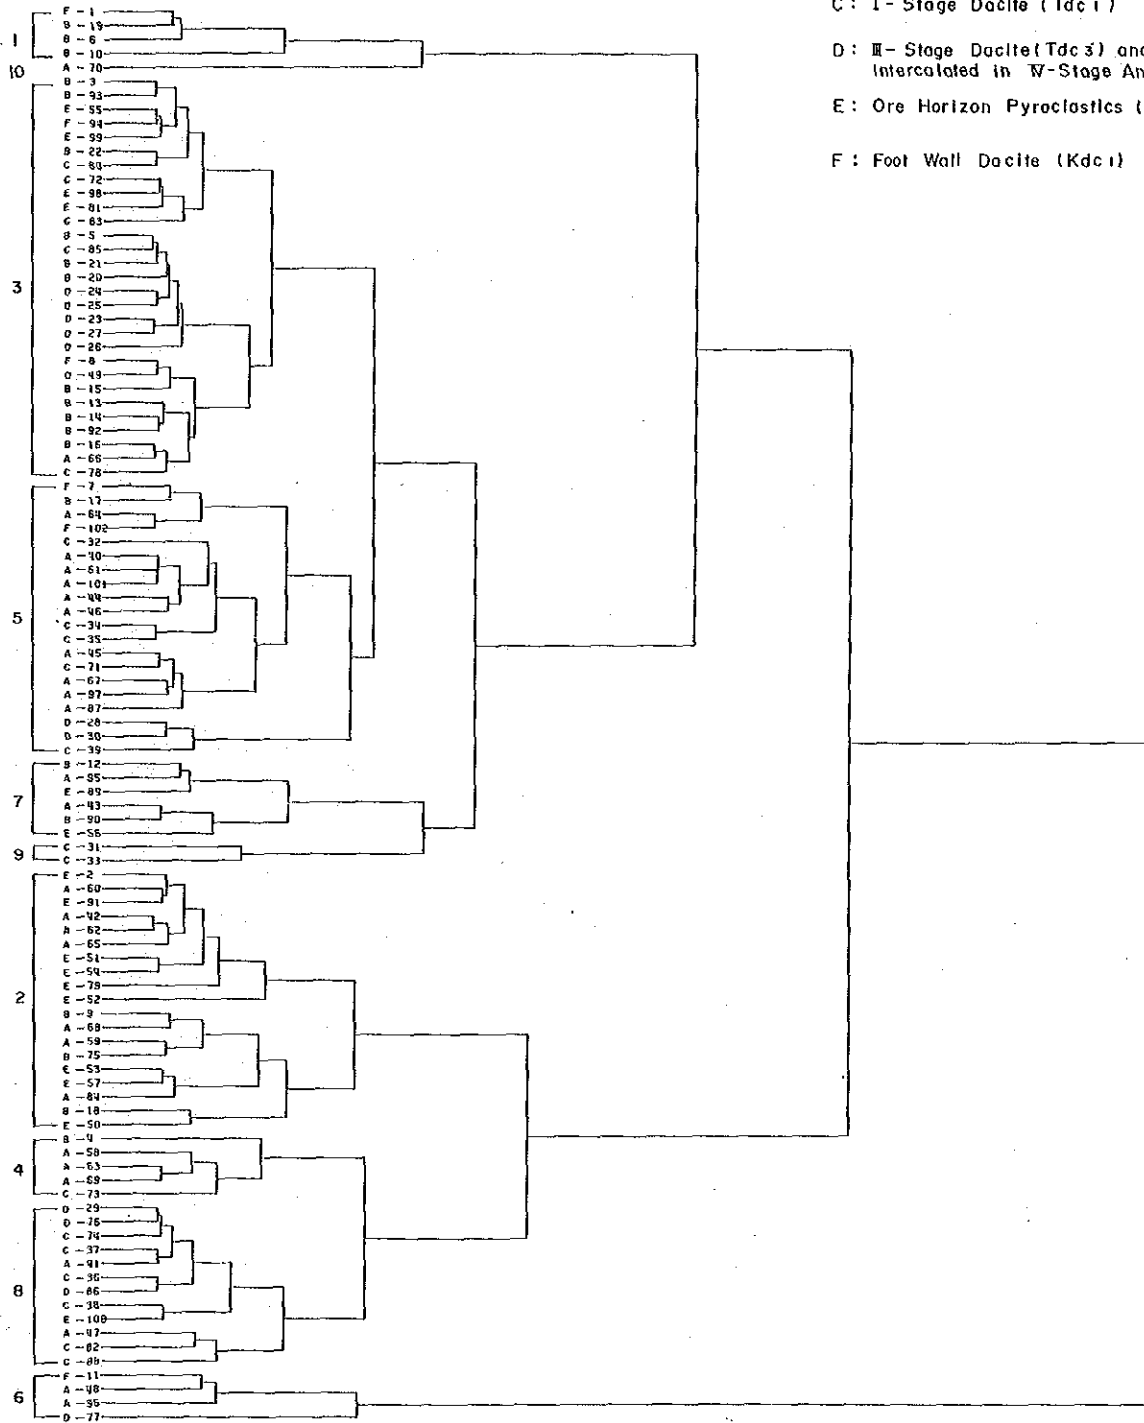 C: I-Stage Dacite (Tdc1)
D: III-Stage Dacite (Tdc3) and
Intercalated in IV-Stage An
E: Ore Horizon Pyroclastics (
F: Foot Wall Dacite (Kdc1)
1
F-1
B-19
B-6
B-10
10
A-70
3
B-3
B-93
E-55
F-94
E-99
B-22
C-80
C-72
E-98
E-81
C-83
B-5
C-85
B-21
B-20
D-24
D-25
D-23
D-27
D-26
F-8
D-49
B-15
B-13
B-14
B-92
B-16
A-66
C-78
5
F-7
B-17
A-64
F-102
C-32
A-40
A-61
A-101
A-44
A-46
C-34
C-35
A-45
C-71
A-67
A-97
A-87
D-28
D-30
C-39
7
B-12
A-95
E-89
A-43
B-90
E-56
9
C-31
C-33
2
E-2
A-60
E-91
A-42
A-62
A-65
E-51
E-54
E-79
E-52
B-9
A-68
A-59
B-75
E-53
E-57
A-84
B-18
E-50
4
B-4
A-58
A-63
A-69
C-73
8
D-29
D-76
C-74
C-37
A-41
C-36
D-86
C-38
E-100
A-47
C-82
6
F-11
A-48
D-77